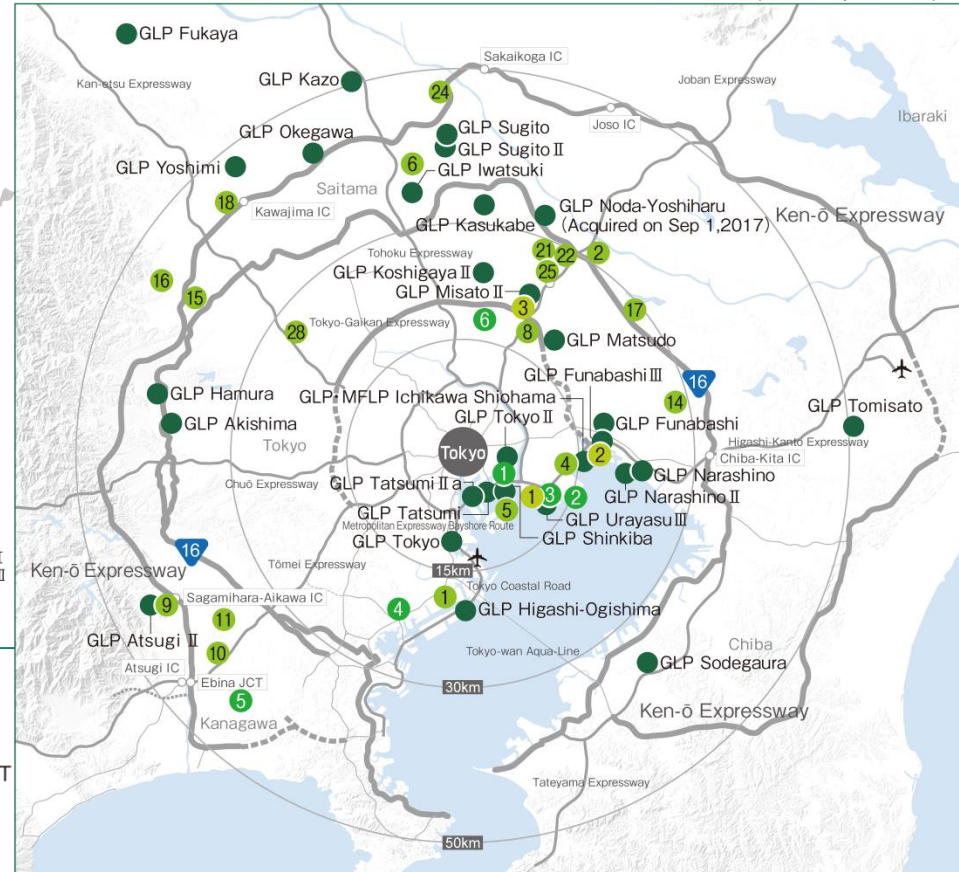 GLP Fukaya
Sakaikoga IC
Kan-etsu Expressway
GLP Kazo
Joban Expressway
24
Joso IC
Ibaraki
GLP Sugito
GLP Okegawa
GLP Sugito Ⅱ
6
GLP Yoshimi
GLP Iwatsuki
Saitama
18
Kawajima IC
GLP Kasukabe
GLP Noda-Yoshiharu
(Acquired on Sep 1,2017)
Ken-ō Expressway
Tohoku Expressway
21
22
2
GLP Koshigaya Ⅱ
25
16
GLP Misato Ⅱ
15
3
17
Tokyo-Gaikan Expressway
6
28
8
GLP Matsudo
GLP Funabashi Ⅲ
16
GLP Hamura
GLP-MFLP Ichikawa Shiohama
14
GLP Tomisato
GLP Tokyo Ⅱ
GLP Funabashi
GLP Akishima
Tokyo
Higashi-Kanto Expressway
Tokyo
2
Chiba-Kita IC
4
1
GLP Narashino
Chuō Expressway
GLP Tatsumi Ⅱ a
GLP Narashino Ⅱ
1
3
2
GLP Tatsumi
5
GLP Urayasu Ⅲ
Metropolitan Expressway Bayshore Route
GLP Shinkiba
GLP Tokyo
16
Ken-ō Expressway
Tōmei Expressway
15km
Tokyo Coastal Road
Sagamihara-Aikawa IC
1
9
4
GLP Higashi-Ogishima
11
GLP Atsugi Ⅱ
Chiba
10
Tokyo-wan Aqua-Line
GLP Sodegaura
Atsugi IC
Ebina JCT
30km
5
Ken-ō Expressway
Kanagawa
T
Tateyama Expressway
50km